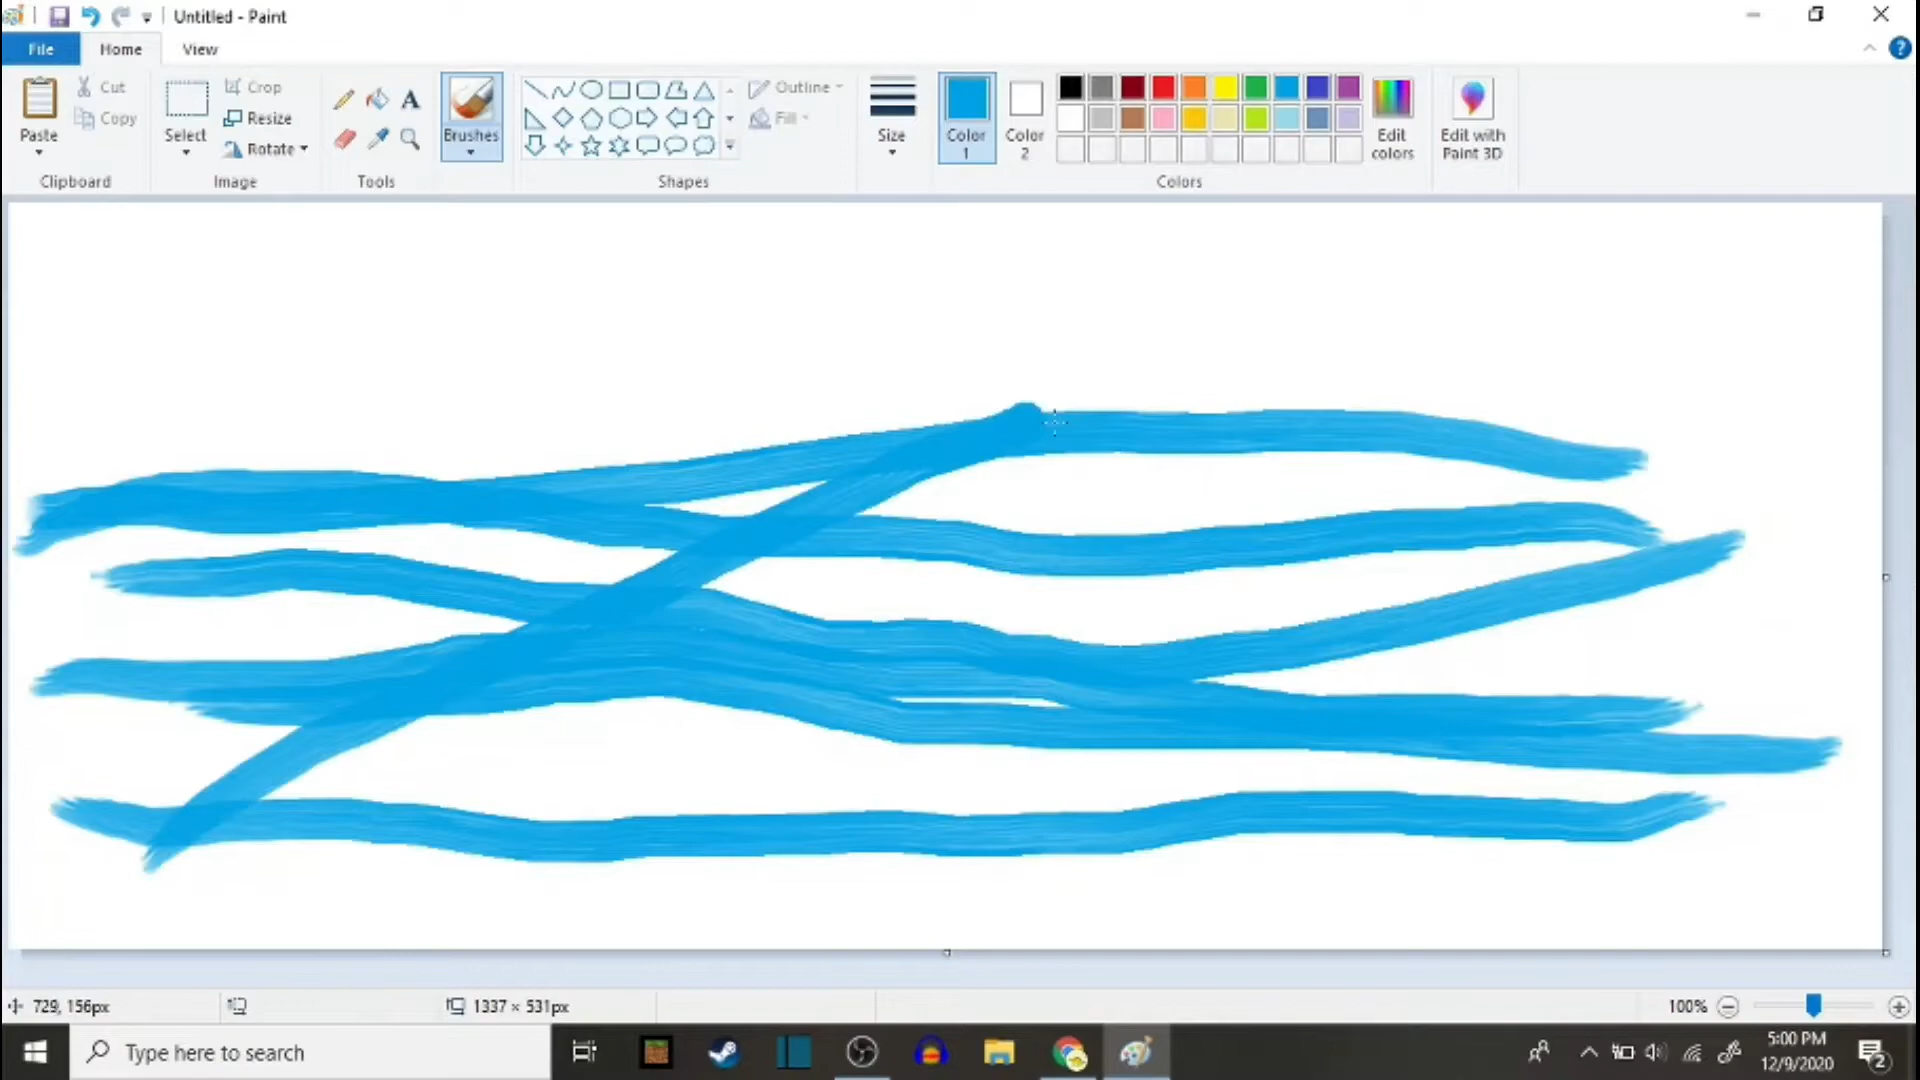 Untitled - Paint
File Home View
Paste
Cut
Copy
Clipboard
Select
Crop
Resize
Rotate
Image
A
Tools
Brushes
Outline
Fill
Shapes
Size
Color 1
Color 2
Edit colors
Colors
Edit with Paint 3D
?
729, 156px
1337 × 531px
100%
Type here to search
5:00 PM
12/9/2020
2